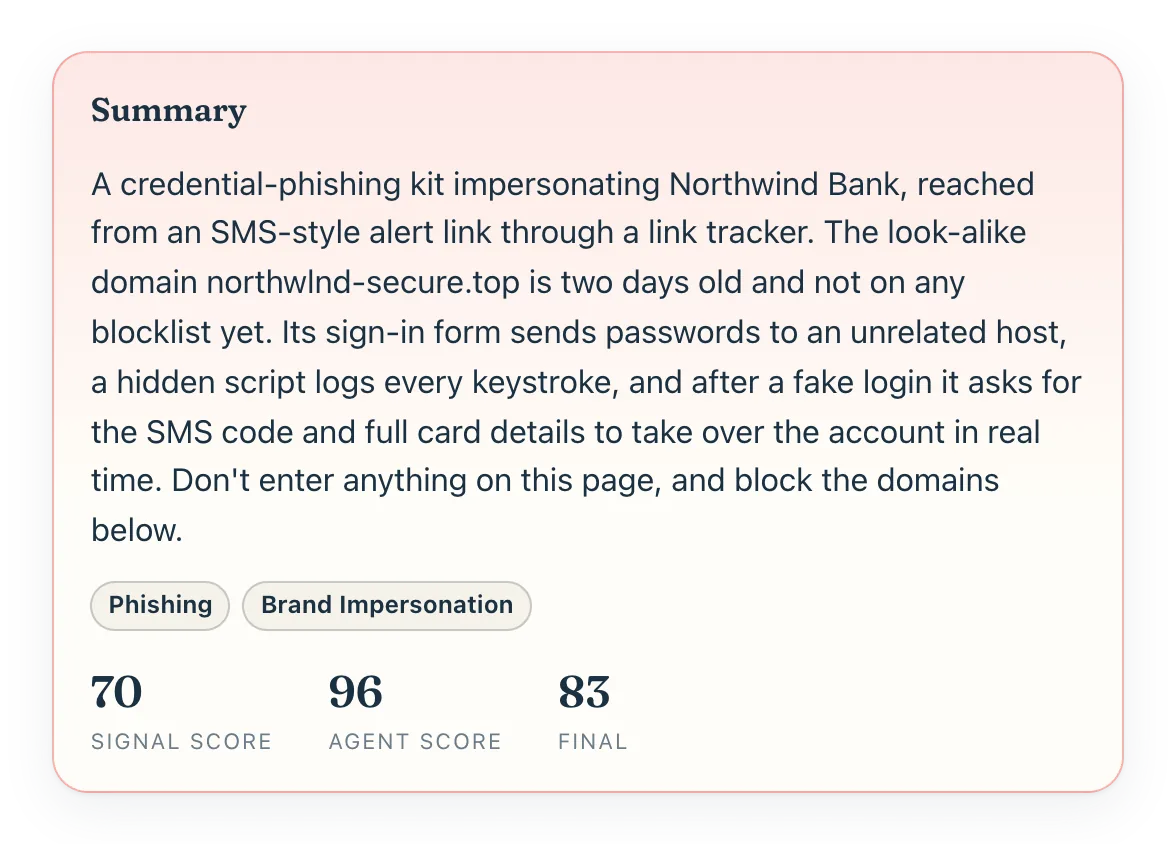 Summary
A credential-phishing kit impersonating Northwind Bank, reached
from an SMS-style alert link through a link tracker. The look-alike
domain northwlnd-secure.top is two days old and not on any
blocklist yet. Its sign-in form sends passwords to an unrelated host,
a hidden script logs every keystroke, and after a fake login it asks for
the SMS code and full card details to take over the account in real
time. Don't enter anything on this page, and block the domains
below.
Phishing Brand Impersonation
70 96 83
SIGNAL SCORE AGENT SCORE FINAL